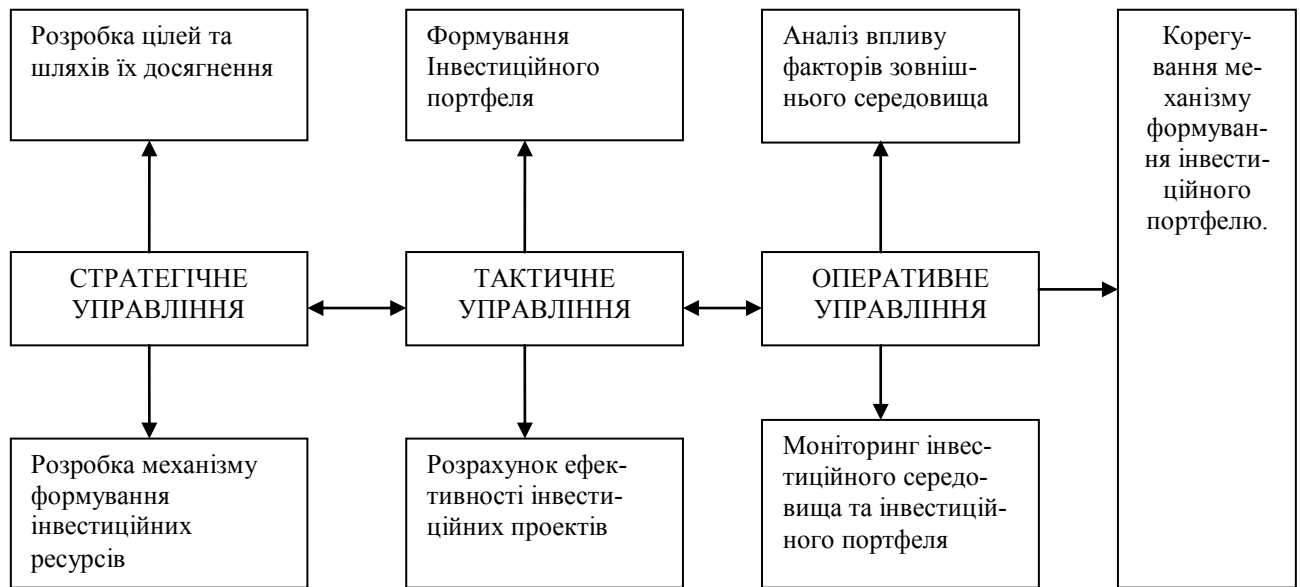 Розробка цілей та
шляхів їх досягнення
Формування
Інвестиційного
портфеля
Аналіз впливу
факторів зовніш-
нього середовища
Корегу-
вання ме-
ханізму
формуван-
ня інвести-
ційного
портфелю.
СТРАТЕГІЧНЕ
УПРАВЛІННЯ
ТАКТИЧНЕ
УПРАВЛІННЯ
ОПЕРАТИВНЕ
УПРАВЛІННЯ
Розробка механізму
формування
інвестиційних
ресурсів
Розрахунок ефек-
тивності інвести-
ційних проектів
Моніторинг інвес-
тиційного середо-
вища та інвестицій-
ного портфеля